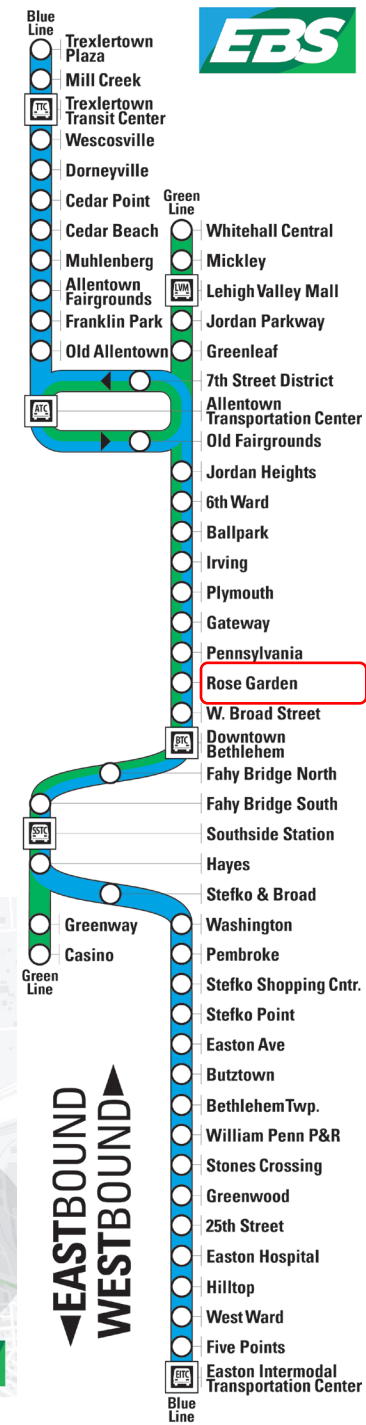 Blue
Line
EBS
Trexlertown
Plaza
Mill Creek
TTC
Trexlertown
Transit Center
Wescosville
Dorneyville
Cedar Point
Green
Line
Cedar Beach
Whitehall Central
Muhlenberg
Mickley
Allentown
Fairgrounds
LVM
Lehigh Valley Mall
Franklin Park
Jordan Parkway
Old Allentown
Greenleaf
7th Street District
ATC
Allentown
Transportation Center
Old Fairgrounds
Jordan Heights
6th Ward
Ballpark
Irving
Plymouth
Gateway
Pennsylvania
Rose Garden
W. Broad Street
BTC
Downtown
Bethlehem
Fahy Bridge North
Fahy Bridge South
SSTC
Southside Station
Hayes
Stefko & Broad
Greenway
Washington
Casino
Pembroke
Green
Line
Stefko Shopping Cntr.
Stefko Point
Easton Ave
Butztown
Bethlehem Twp.
William Penn P&R
Stones Crossing
Greenwood
25th Street
Easton Hospital
Hilltop
West Ward
Five Points
EITC
Easton Intermodal
Transportation Center
Blue
Line
EASTBOUND
WESTBOUND